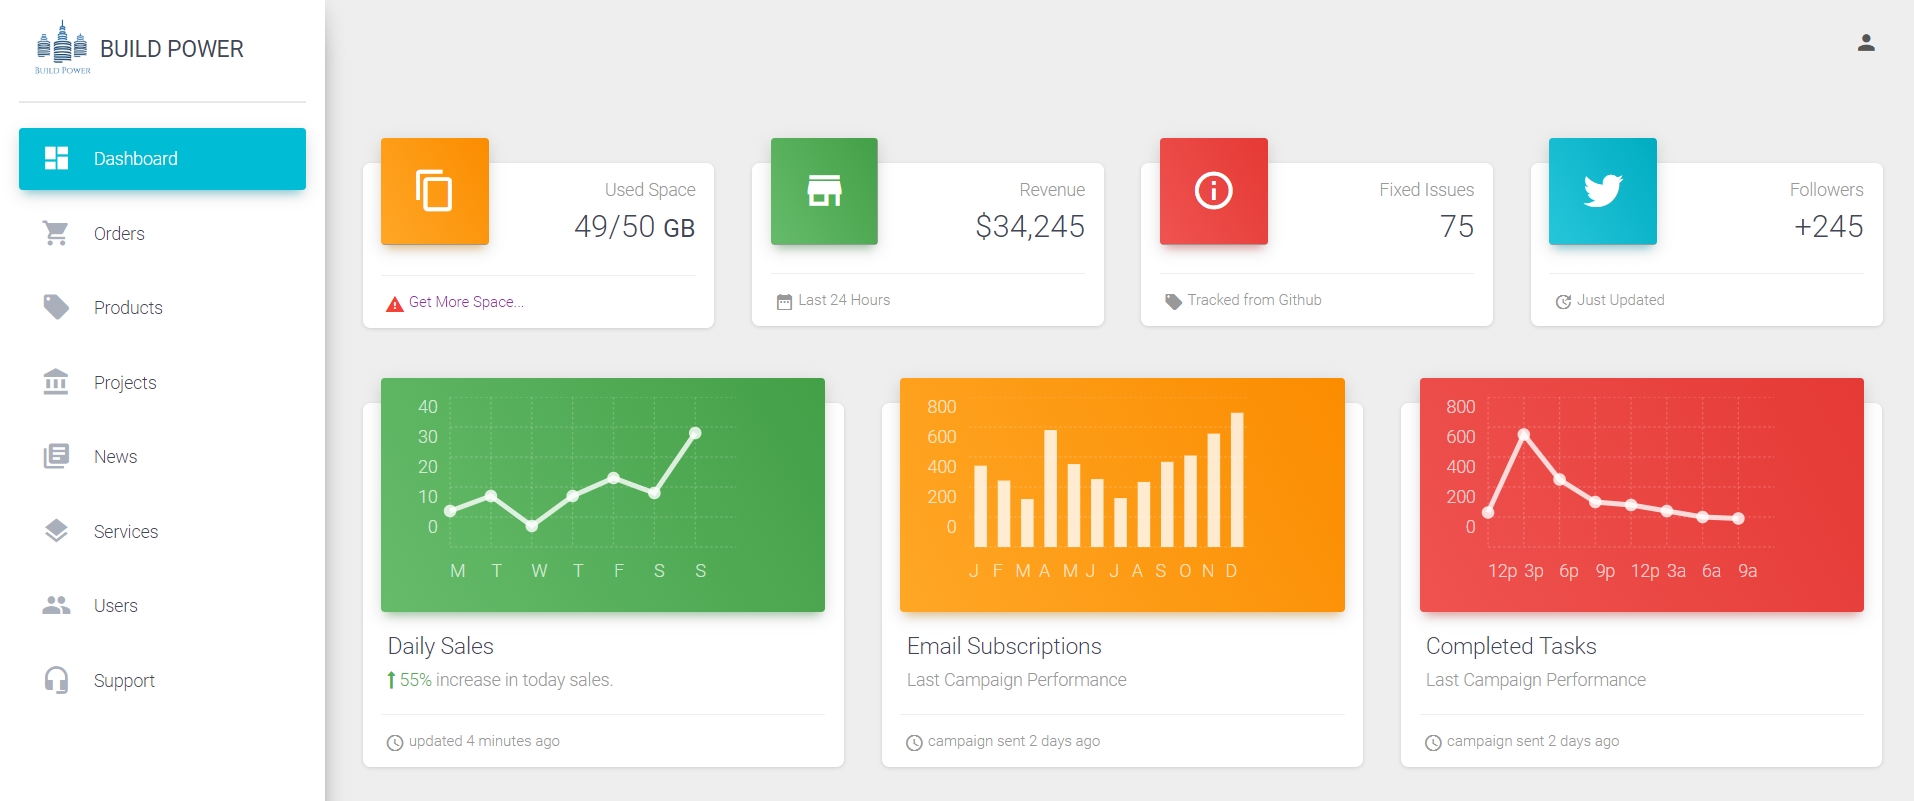 BUILD POWER
BUILD POWER
Dashboard
Orders
Products
Projects
News
Services
Users
Support
Used Space
49/50 GB
Get More Space...
Revenue
$34,245
Last 24 Hours
Fixed Issues
75
Tracked from Github
Followers
+245
Just Updated
40
30
20
10
0
M T W T F S S
Daily Sales
55% increase in today sales.
updated 4 minutes ago
800
600
400
200
0
J F M A M J J A S O N D
Email Subscriptions
Last Campaign Performance
campaign sent 2 days ago
800
600
400
200
0
12p 3p 6p 9p 12p 3a 6a 9a
Completed Tasks
Last Campaign Performance
campaign sent 2 days ago